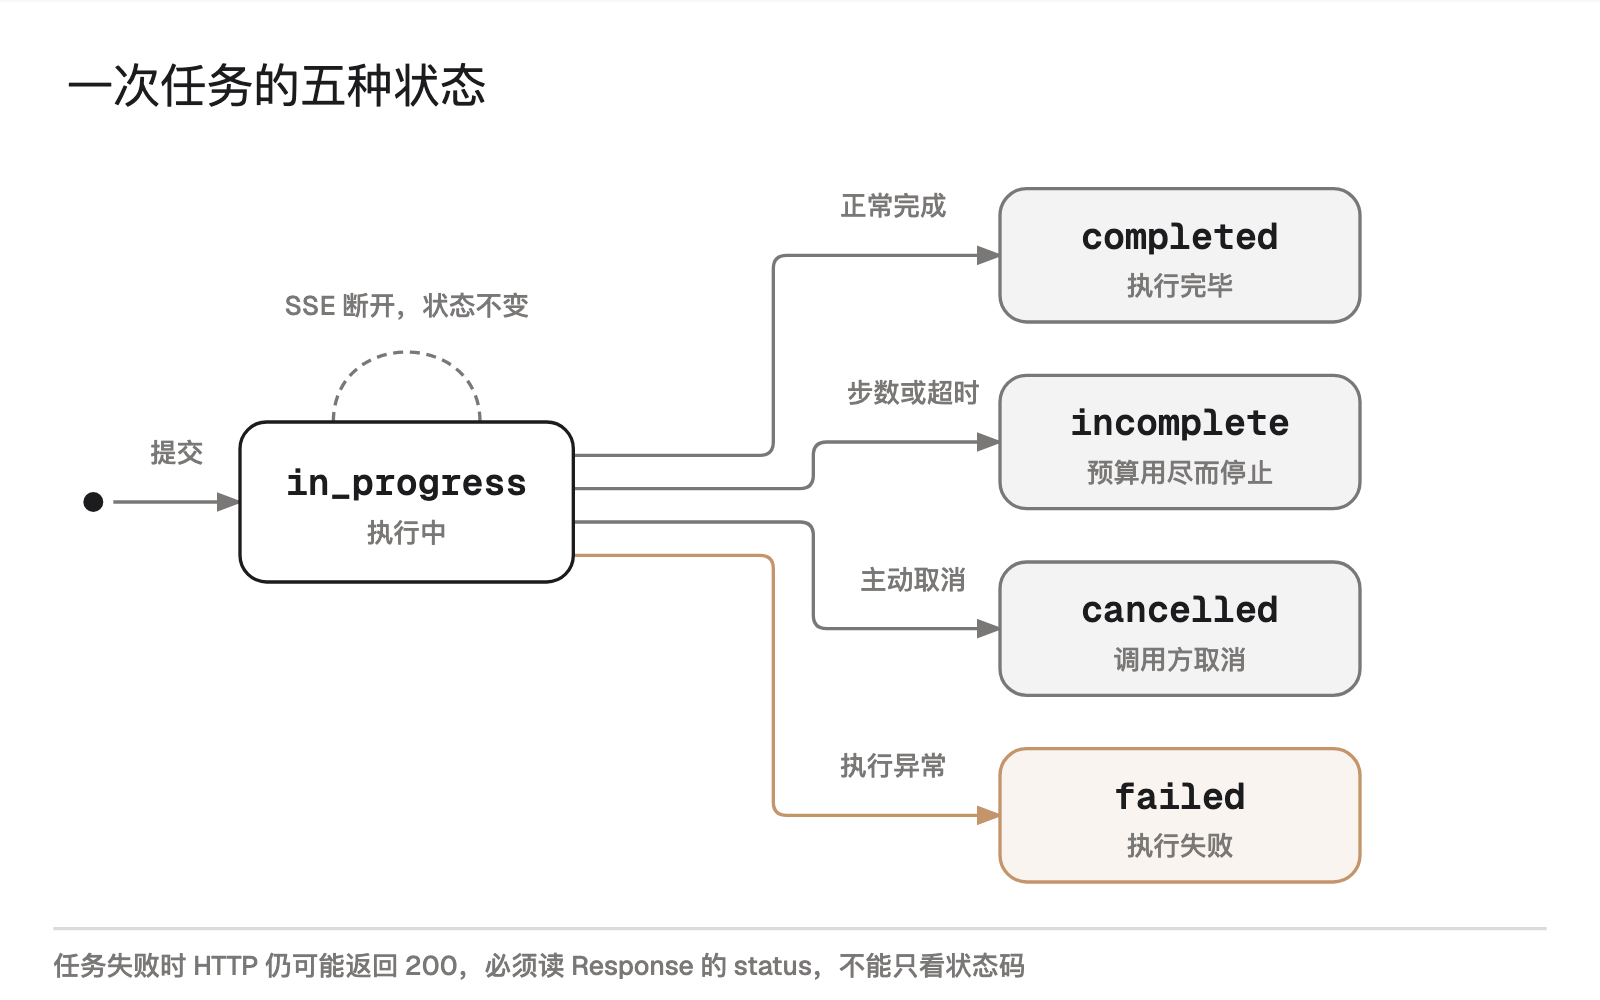 一次任务的五种状态
正常完成
completed
执行完毕
SSE 断开，状态不变
步数或超时
incomplete
预算用尽而停止
提交
in_progress
执行中
主动取消
cancelled
调用方取消
执行异常
failed
执行失败
任务失败时 HTTP 仍可能返回 200，必须读 Response 的 status，不能只看状态码